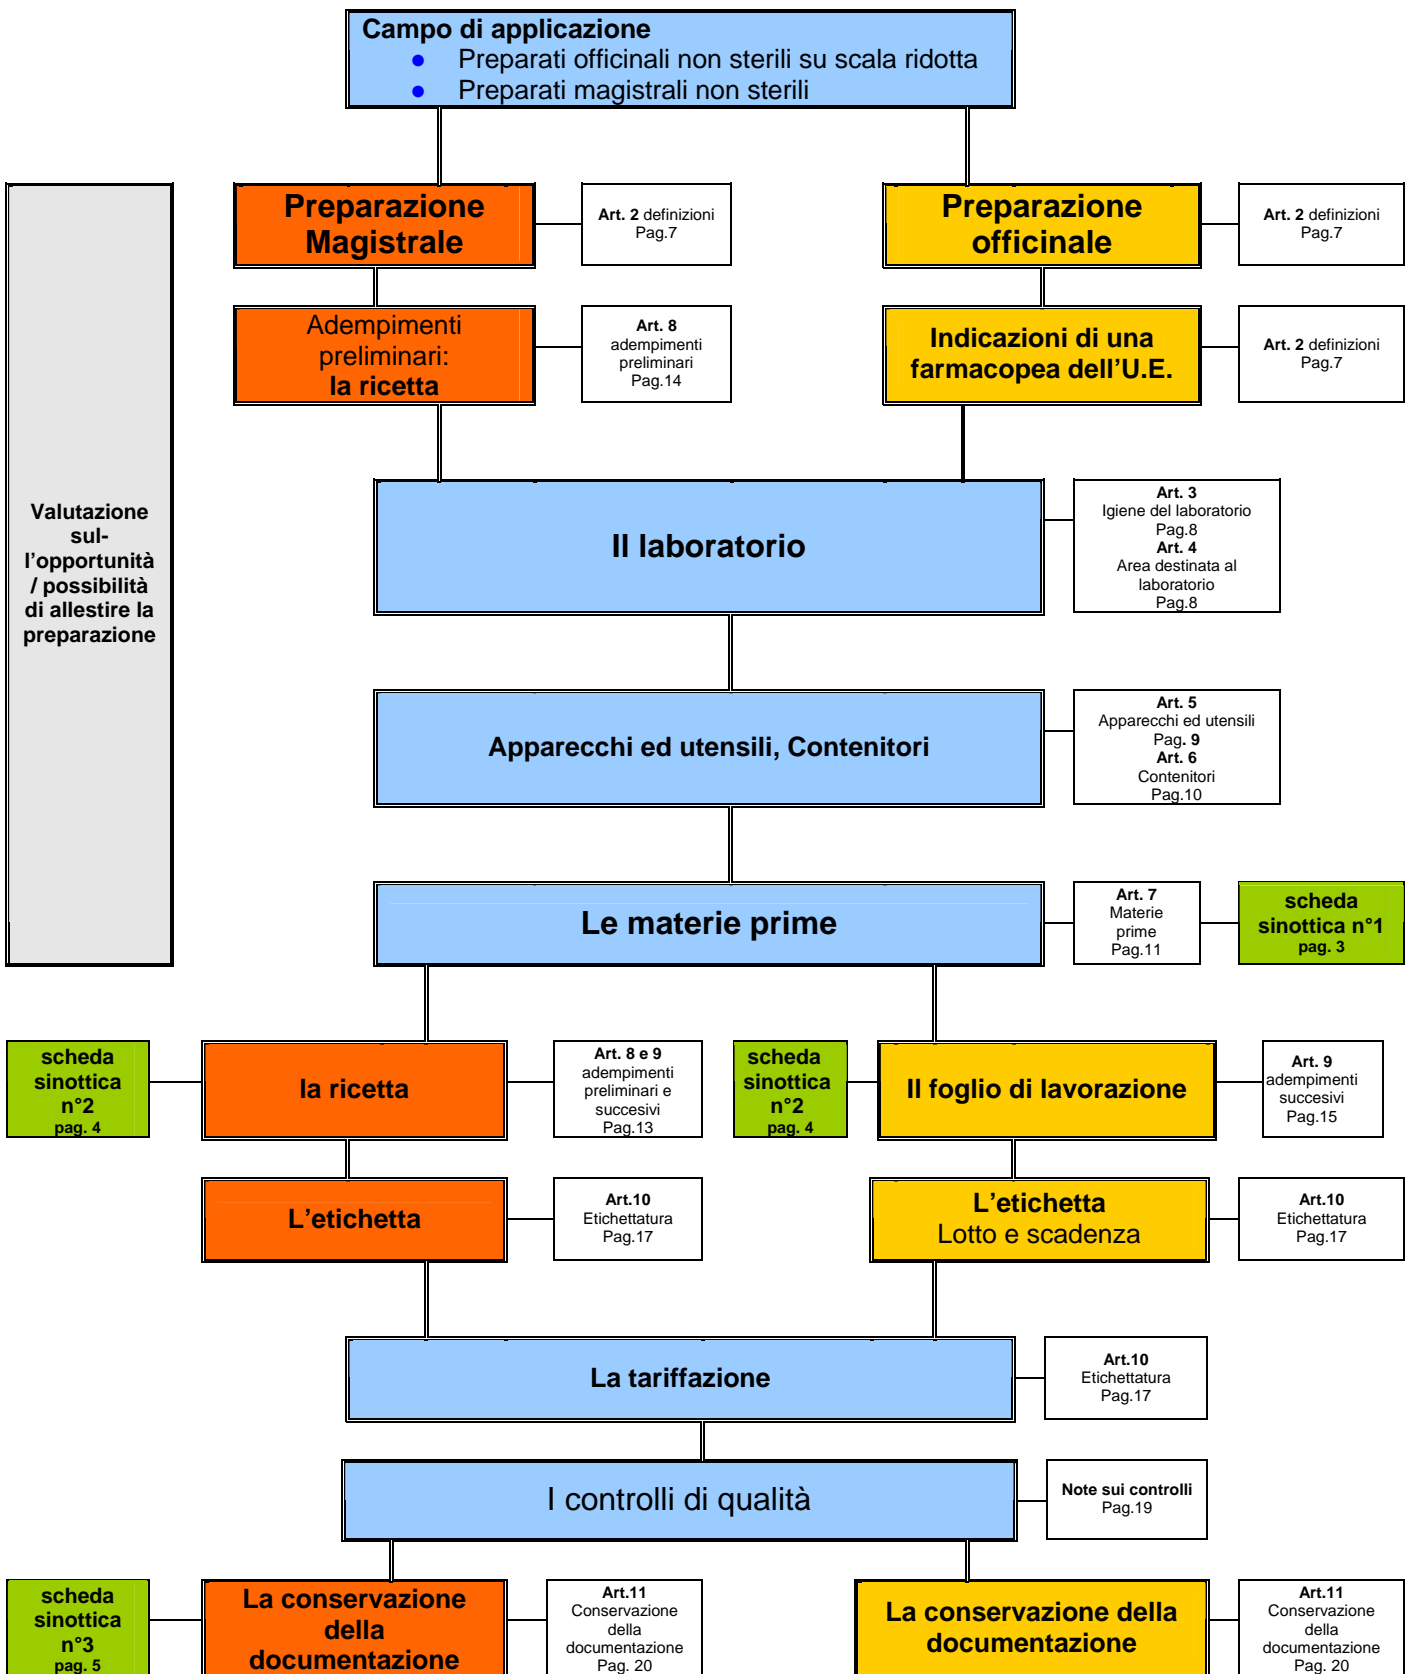 Campo di applicazione
● Preparati officinali non sterili su scala ridotta
● Preparati magistrali non sterili
Preparazione
Magistrale
Art. 2 definizioni
Pag.7
Preparazione
officinale
Art. 2 definizioni
Pag.7
Adempimenti
preliminari:
la ricetta
Art. 8
adempimenti
preliminari
Pag.14
Indicazioni di una
farmacopea dell'U.E.
Art. 2 definizioni
Pag.7
Valutazione
sul-
l'opportunità
/ possibilità
di allestire la
preparazione
Il laboratorio
Art. 3
Igiene del laboratorio
Pag.8
Art. 4
Area destinata al
laboratorio
Pag.8
Apparecchi ed utensili, Contenitori
Art. 5
Apparecchi ed utensili
Pag. 9
Art. 6
Contenitori
Pag.10
Le materie prime
Art. 7
Materie
prime
Pag.11
scheda
sinottica n°1
pag. 3
scheda
sinottica
n°2
pag. 4
la ricetta
Art. 8 e 9
adempimenti
preliminari e
succesivi
Pag.13
scheda
sinottica
n°2
pag. 4
Il foglio di lavorazione
Art. 9
adempimenti
succesivi
Pag.15
L'etichetta
Art.10
Etichettatura
Pag.17
L'etichetta
Lotto e scadenza
Art.10
Etichettatura
Pag.17
La tariffazione
Art.10
Etichettatura
Pag.17
I controlli di qualità
Note sui controlli
Pag.19
scheda
sinottica
n°3
pag. 5
La conservazione
della
documentazione
Art.11
Conservazione
della
documentazione
Pag. 20
La conservazione della
documentazione
Art.11
Conservazione
della
documentazione
Pag. 20